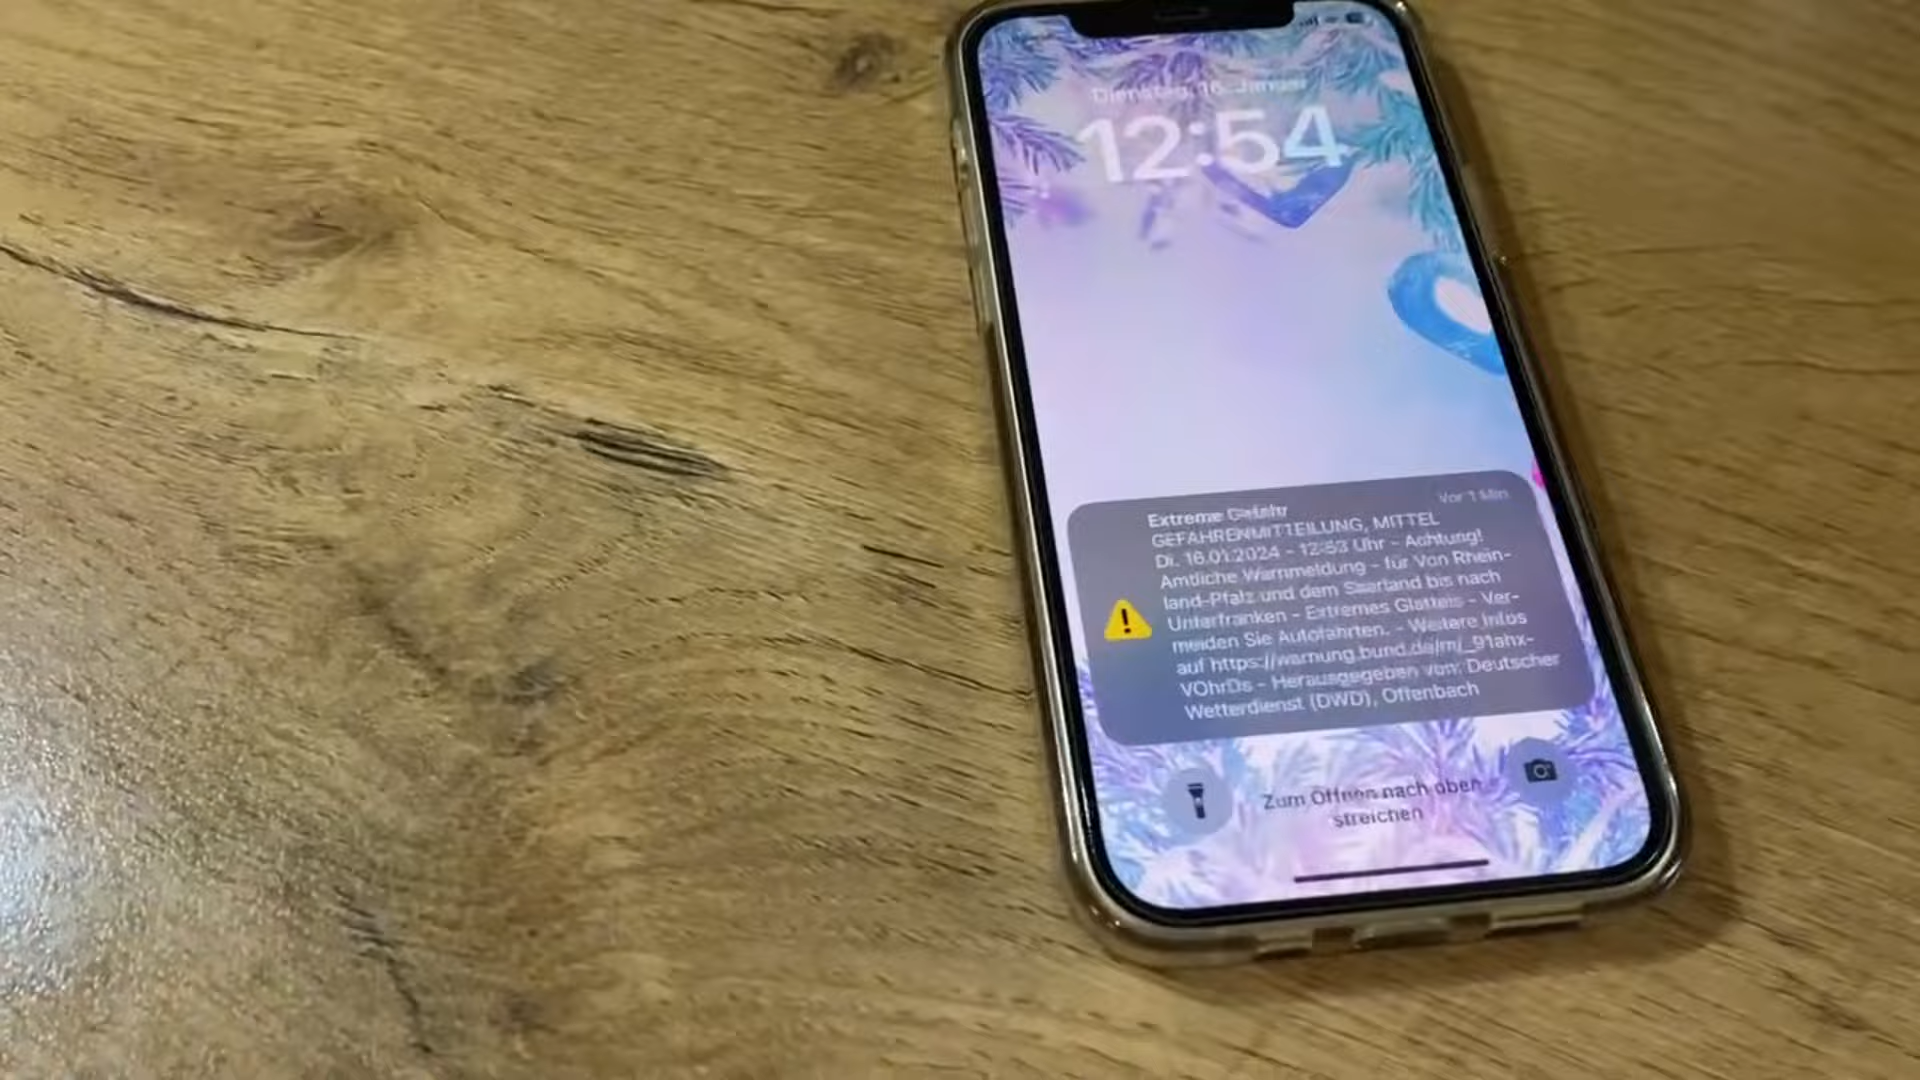 Dienstag, 16. Januar
12:54
Vor 1 Min
Extreme Gefahr
GEFAHRENMITTEILUNG, MITTEL
Di. 16.01.2024 - 12:53 Uhr - Achtung!
Amtliche Warnmeldung - für Von Rhein-
land-Pfalz und dem Saarland bis nach
Unterfranken - Extremes Glatteis - Ver-
meiden Sie Autofahrten. - Weitere Infos
auf https://warnung.bund.de/m/_91ahx-
VOhrDs - Herausgegeben von: Deutscher
Wetterdienst (DWD), Offenbach
Zum Öffnen nach oben
streichen